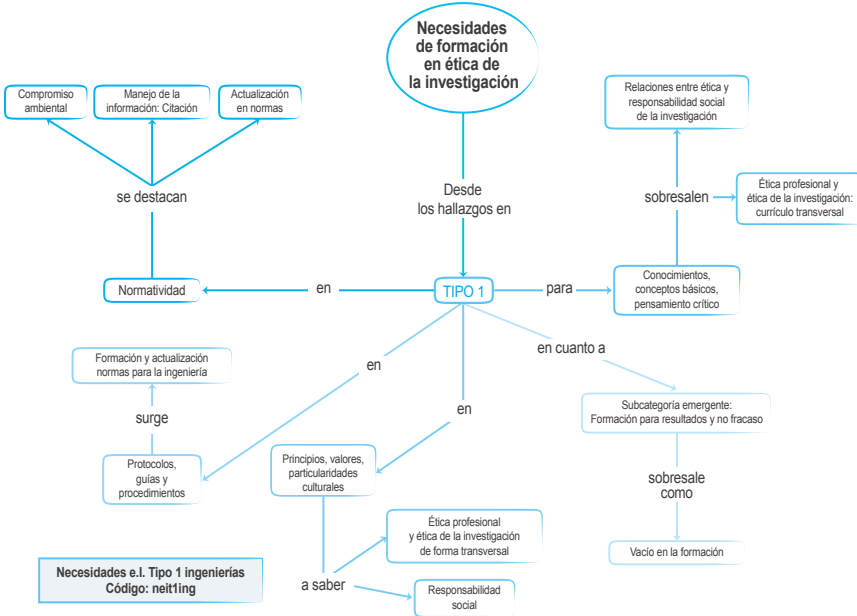 Necesidades
de formación
en ética de
la investigación
Compromiso
ambiental
Manejo de la
información: Citación
Actualización
en normas
Relaciones entre ética y
responsabilidad social
de la investigación
se destacan
Desde
los hallazgos en
sobresalen
Ética profesional y
ética de la investigación:
currículo transversal
Normatividad
en
TIPO 1
para
Conocimientos,
conceptos básicos,
pensamiento crítico
Formación y actualización
normas para la ingeniería
en
en cuanto a
surge
en
Subcategoría emergente:
Formación para resultados y no fracaso
Protocolos,
guías y
procedimientos
Principios, valores,
particularidades
culturales
sobresale
como
Ética profesional
y ética de la investigación
de forma transversal
Vacío en la formación
a saber
Responsabilidad
social
Necesidades e.I. Tipo 1 ingenierías
Código: neit1ing